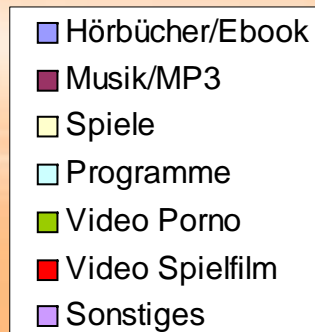 Hörbücher/Ebook
Musik/MP3
Spiele
Programme
Video Porno
Video Spielfilm
Sonstiges